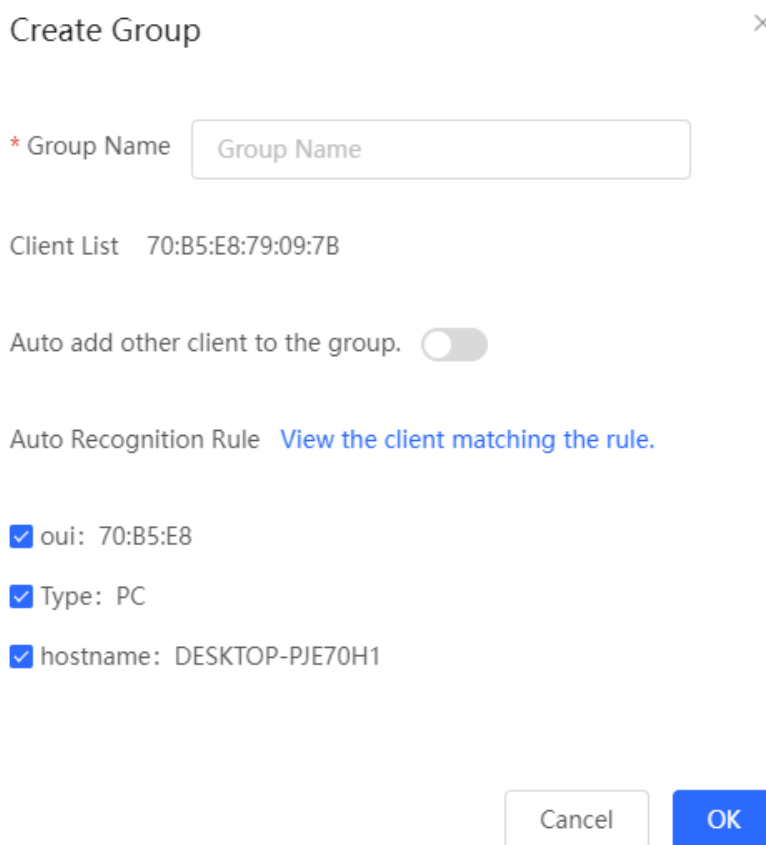 Create Group
* Group Name Group Name
Client List 70:B5:E8:79:09:7B
Auto add other client to the group.
Auto Recognition Rule View the client matching the rule.
oui: 70:B5:E8
Type: PC
hostname: DESKTOP-PJE70H1
Cancel OK